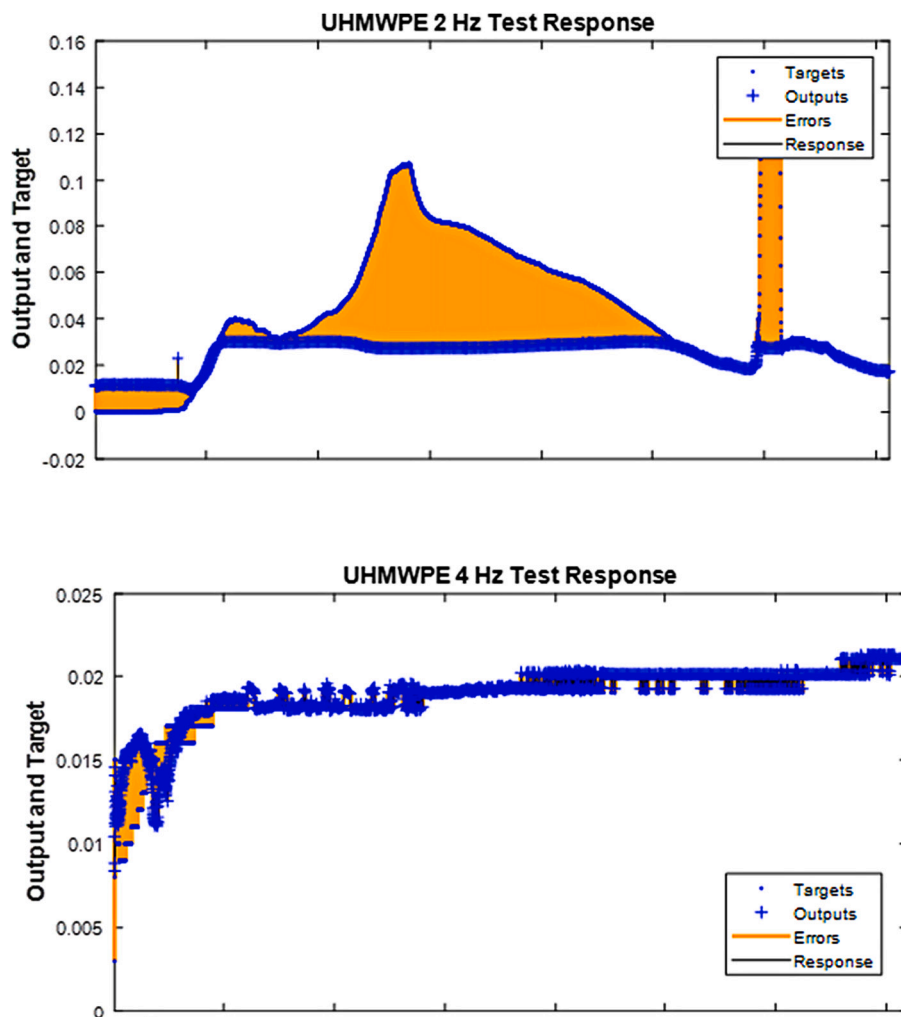 UHMWPE 2 Hz Test Response
0.16
0.14
0.12
0.1
0.08
0.06
0.04
0.02
0
-0.02
Output and Target
Targets
Outputs
Errors
Response
UHMWPE 4 Hz Test Response
0.025
0.02
0.015
0.01
0.005
0
Output and Target
Targets
Outputs
Errors
Response